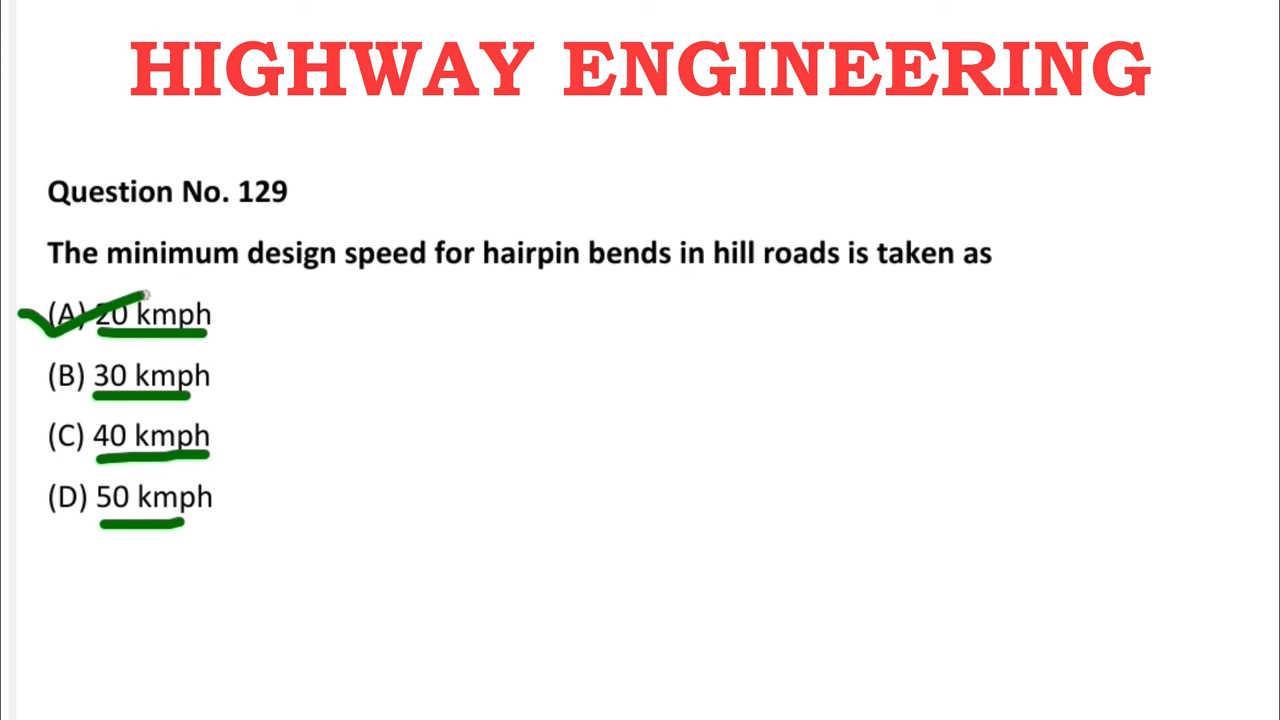 HIGHWAY ENGINEERING
Question No. 129
The minimum design speed for hairpin bends in hill roads is taken as
(A) 20 kmph
(B) 30 kmph
(C) 40 kmph
(D) 50 kmph